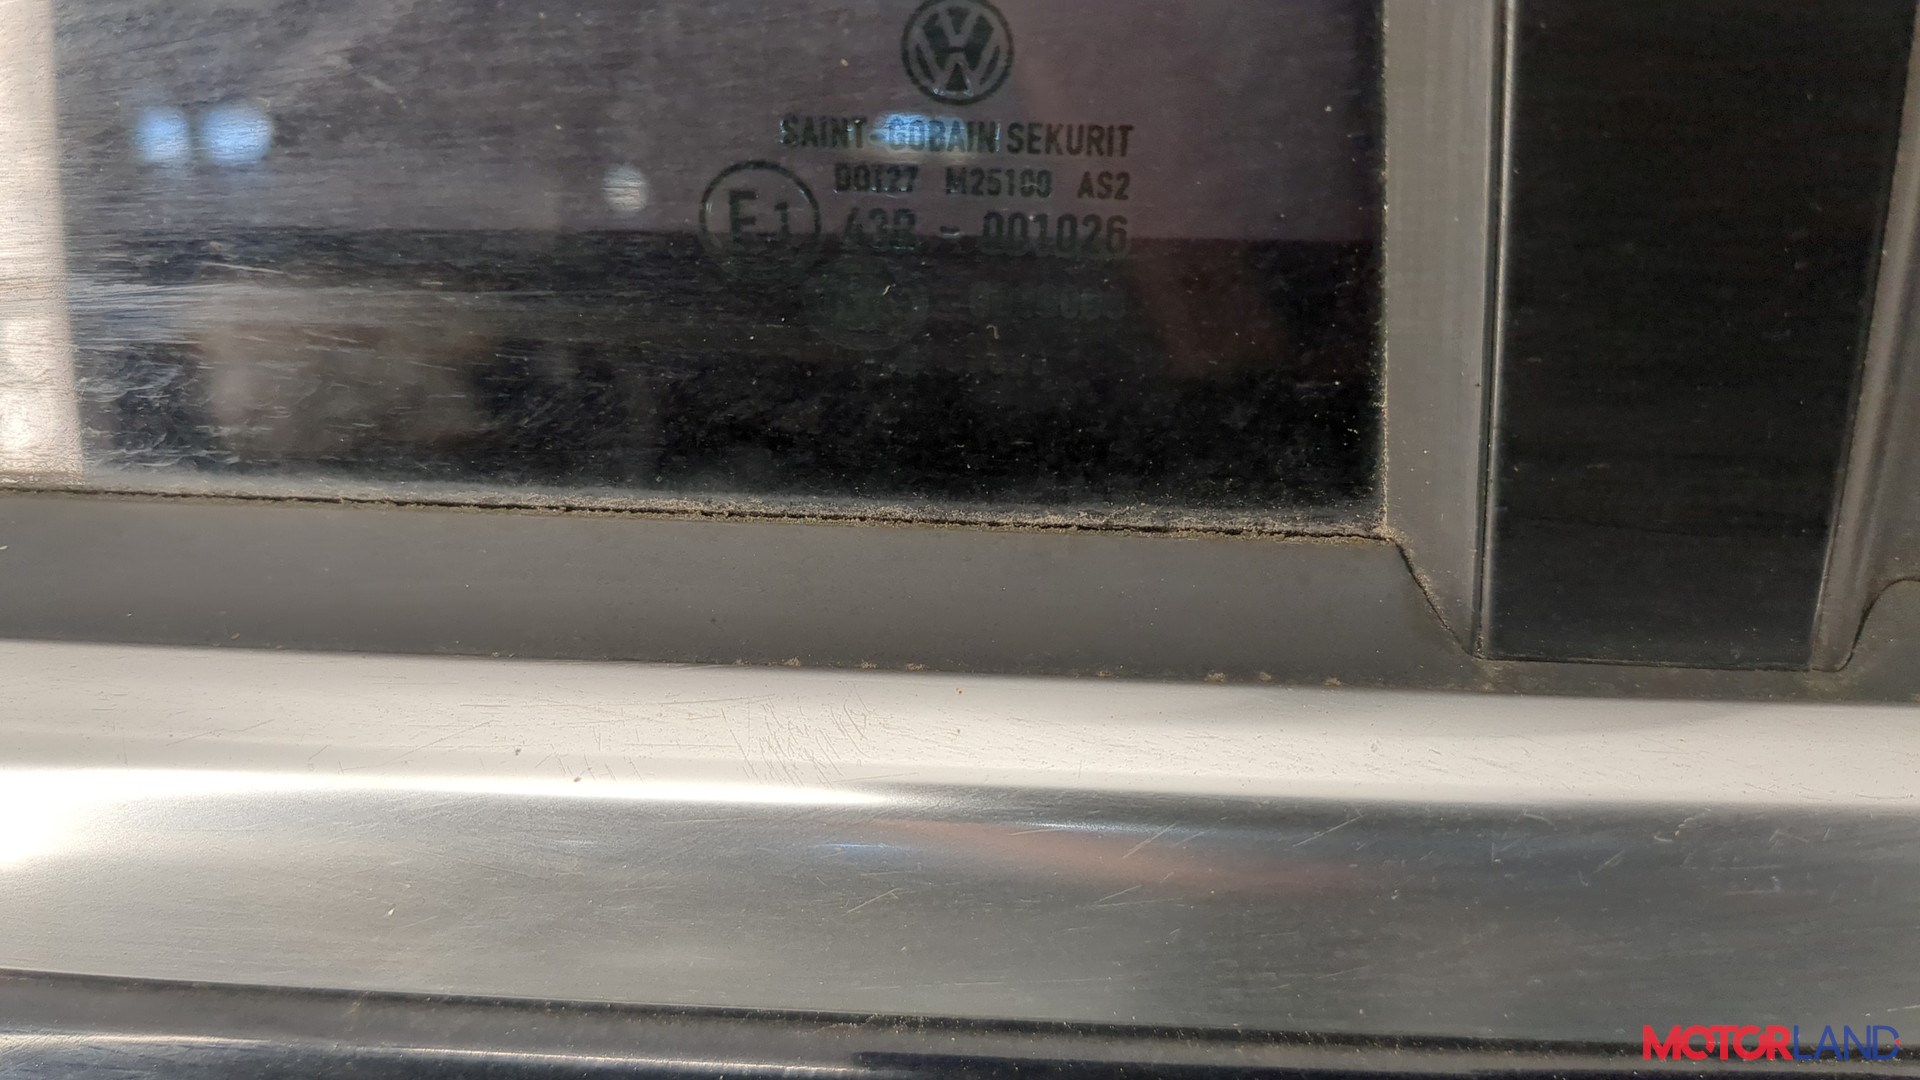 SAINT-GOBAIN SEKURIT
DOT27 M25100 AS2
E1 43R - 001026
MOTORLAND